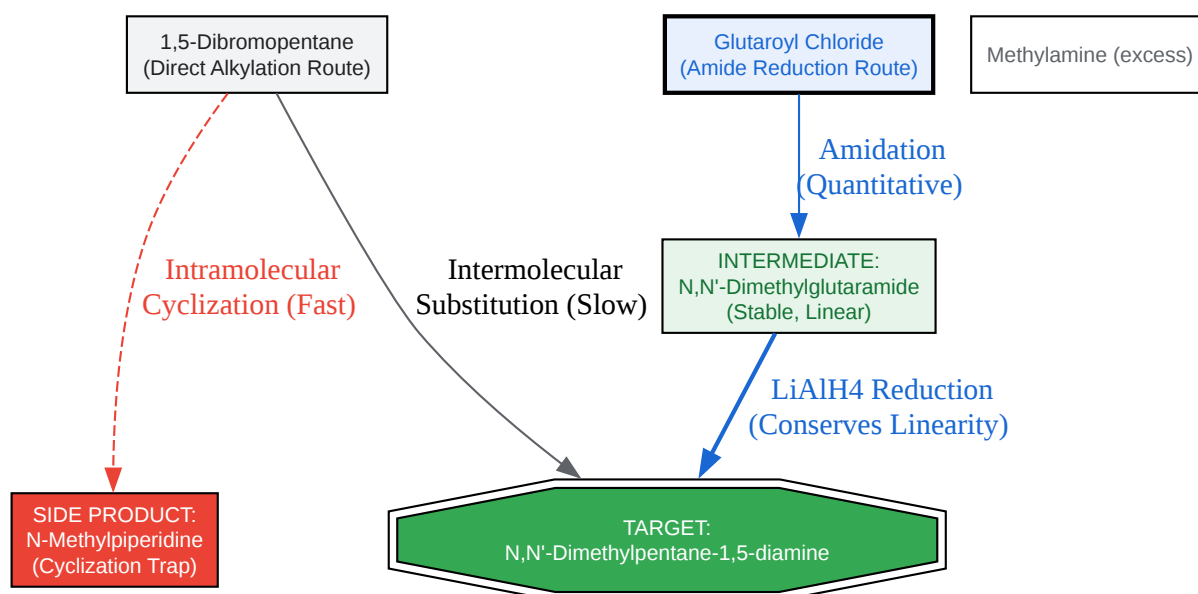 1,5-Dibromopentane
(Direct Alkylation Route)
Glutaroyl Chloride
(Amide Reduction Route)
Methylamine (excess)
Amidation
(Quantitative)
Intramolecular
Cyclization (Fast)
Intermolecular
Substitution (Slow)
INTERMEDIATE:
N,N'-Dimethylglutaramide
(Stable, Linear)
LiAlH4 Reduction
(Conserves Linearity)
SIDE PRODUCT:
N-Methylpiperidine
(Cyclization Trap)
TARGET:
N,N'-Dimethylpentane-1,5-diamine